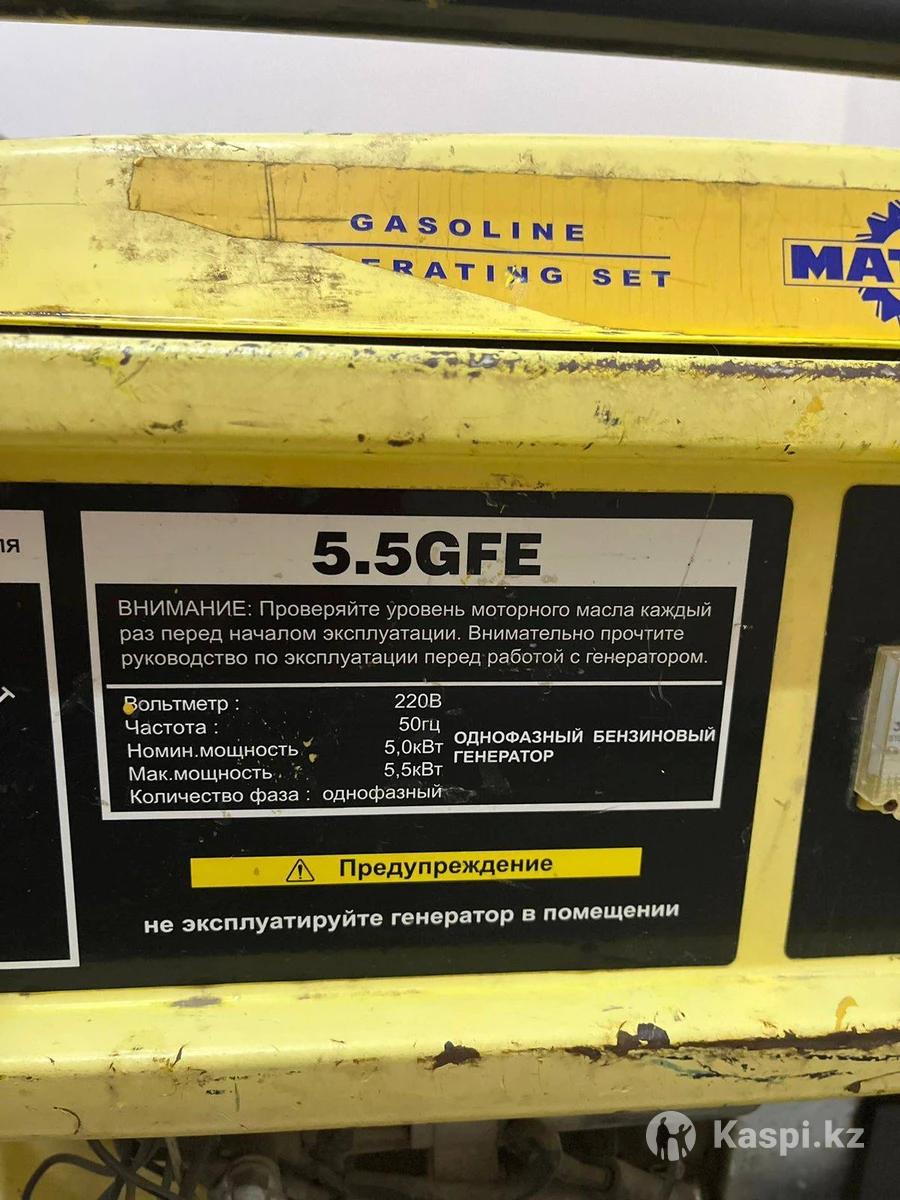 GASOLINE
ERATING SET
MAT
5.5GFE
ВНИМАНИЕ: Проверяйте уровень моторного масла каждый
раз перед началом эксплуатации. Внимательно прочтите
руководство по эксплуатации перед работой с генератором.
Вольтметр : 220В
Частота : 50гц
Номин.мощность 5,0кВт
Мак.мощность 5,5кВт
Количество фаза : однофазный
ОДНОФАЗНЫЙ БЕНЗИНОВЫЙ
ГЕНЕРАТОР
Предупреждение
не эксплуатируйте генератор в помещении
Kaspi.kz